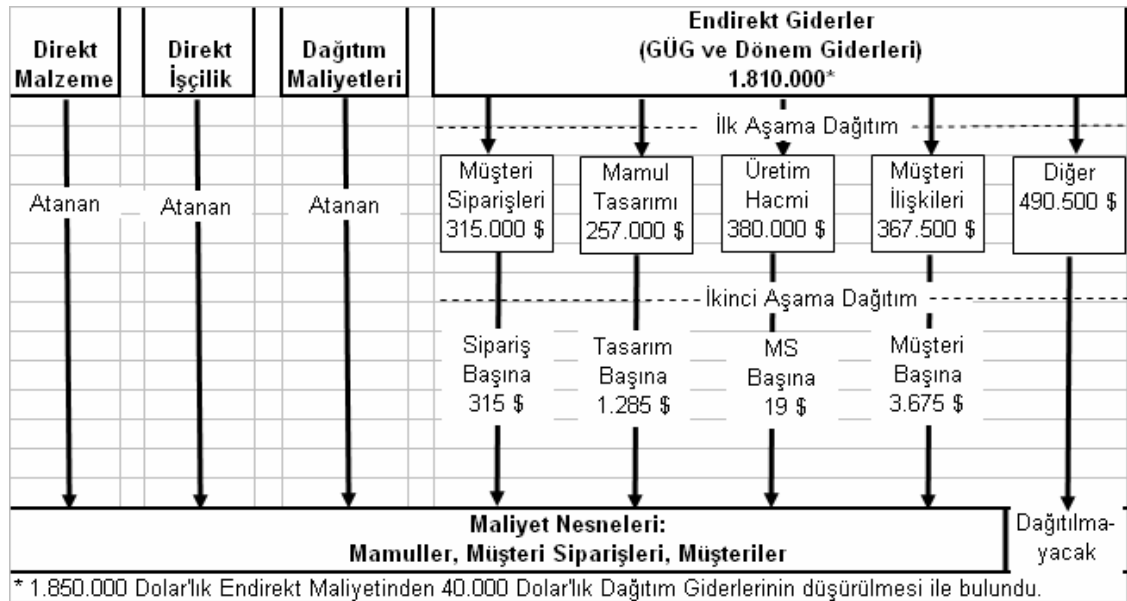 Direkt
Malzeme
Direkt
İşçilik
Dağıtım
Maliyetleri
Endirekt Giderler
(GÜG ve Dönem Giderleri)
1.810.000*
İlk Aşama Dağıtım
Atanan
Atanan
Atanan
Müşteri
Siparişleri
315.000 $
Mamul
Tasarımı
257.000 $
Üretim
Hacmi
380.000 $
Müşteri
İlişkileri
367.500 $
Diğer
490.500 $
İkinci Aşama Dağıtım
Sipariş
Başına
315 $
Tasarım
Başına
1.285 $
MS
Başına
19 $
Müşteri
Başına
3.675 $
Maliyet Nesneleri:
Mamuller, Müşteri Siparişleri, Müşteriler
Dağıtılma-
yacak
* 1.850.000 Dolar'lık Endirekt Maliyetinden 40.000 Dolar'lık Dağıtım Giderlerinin düşürülmesi ile bulundu.